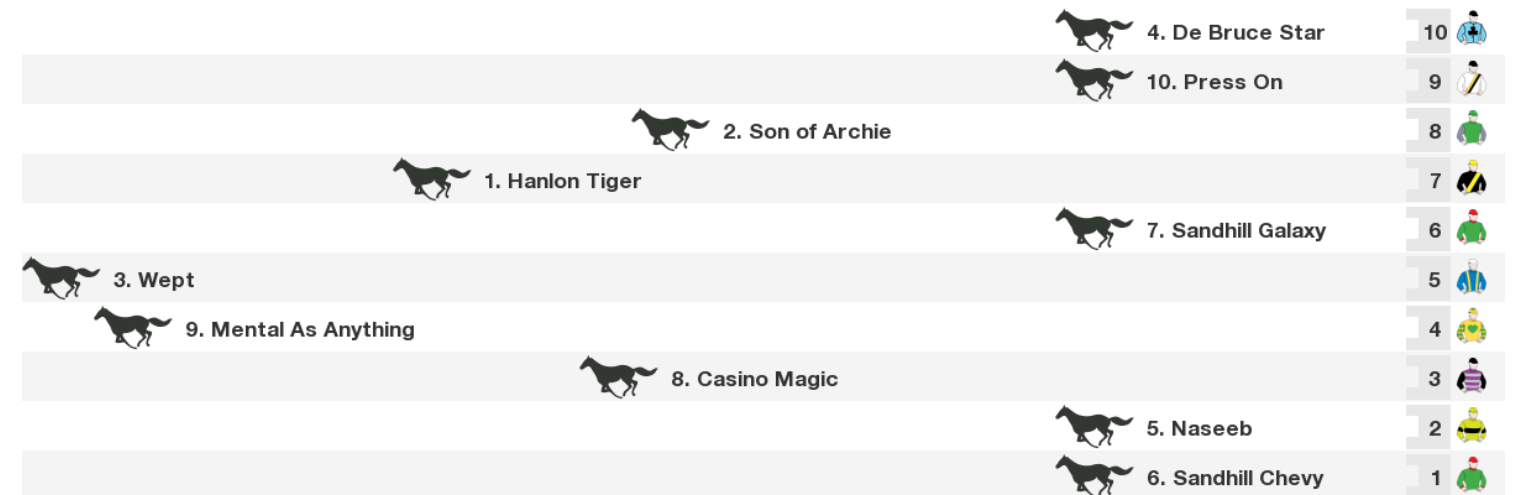 4. De Bruce Star 10
10. Press On 9
2. Son of Archie 8
1. Hanlon Tiger 7
7. Sandhill Galaxy 6
3. Wept 5
9. Mental As Anything 4
8. Casino Magic 3
5. Naseeb 2
6. Sandhill Chevy 1